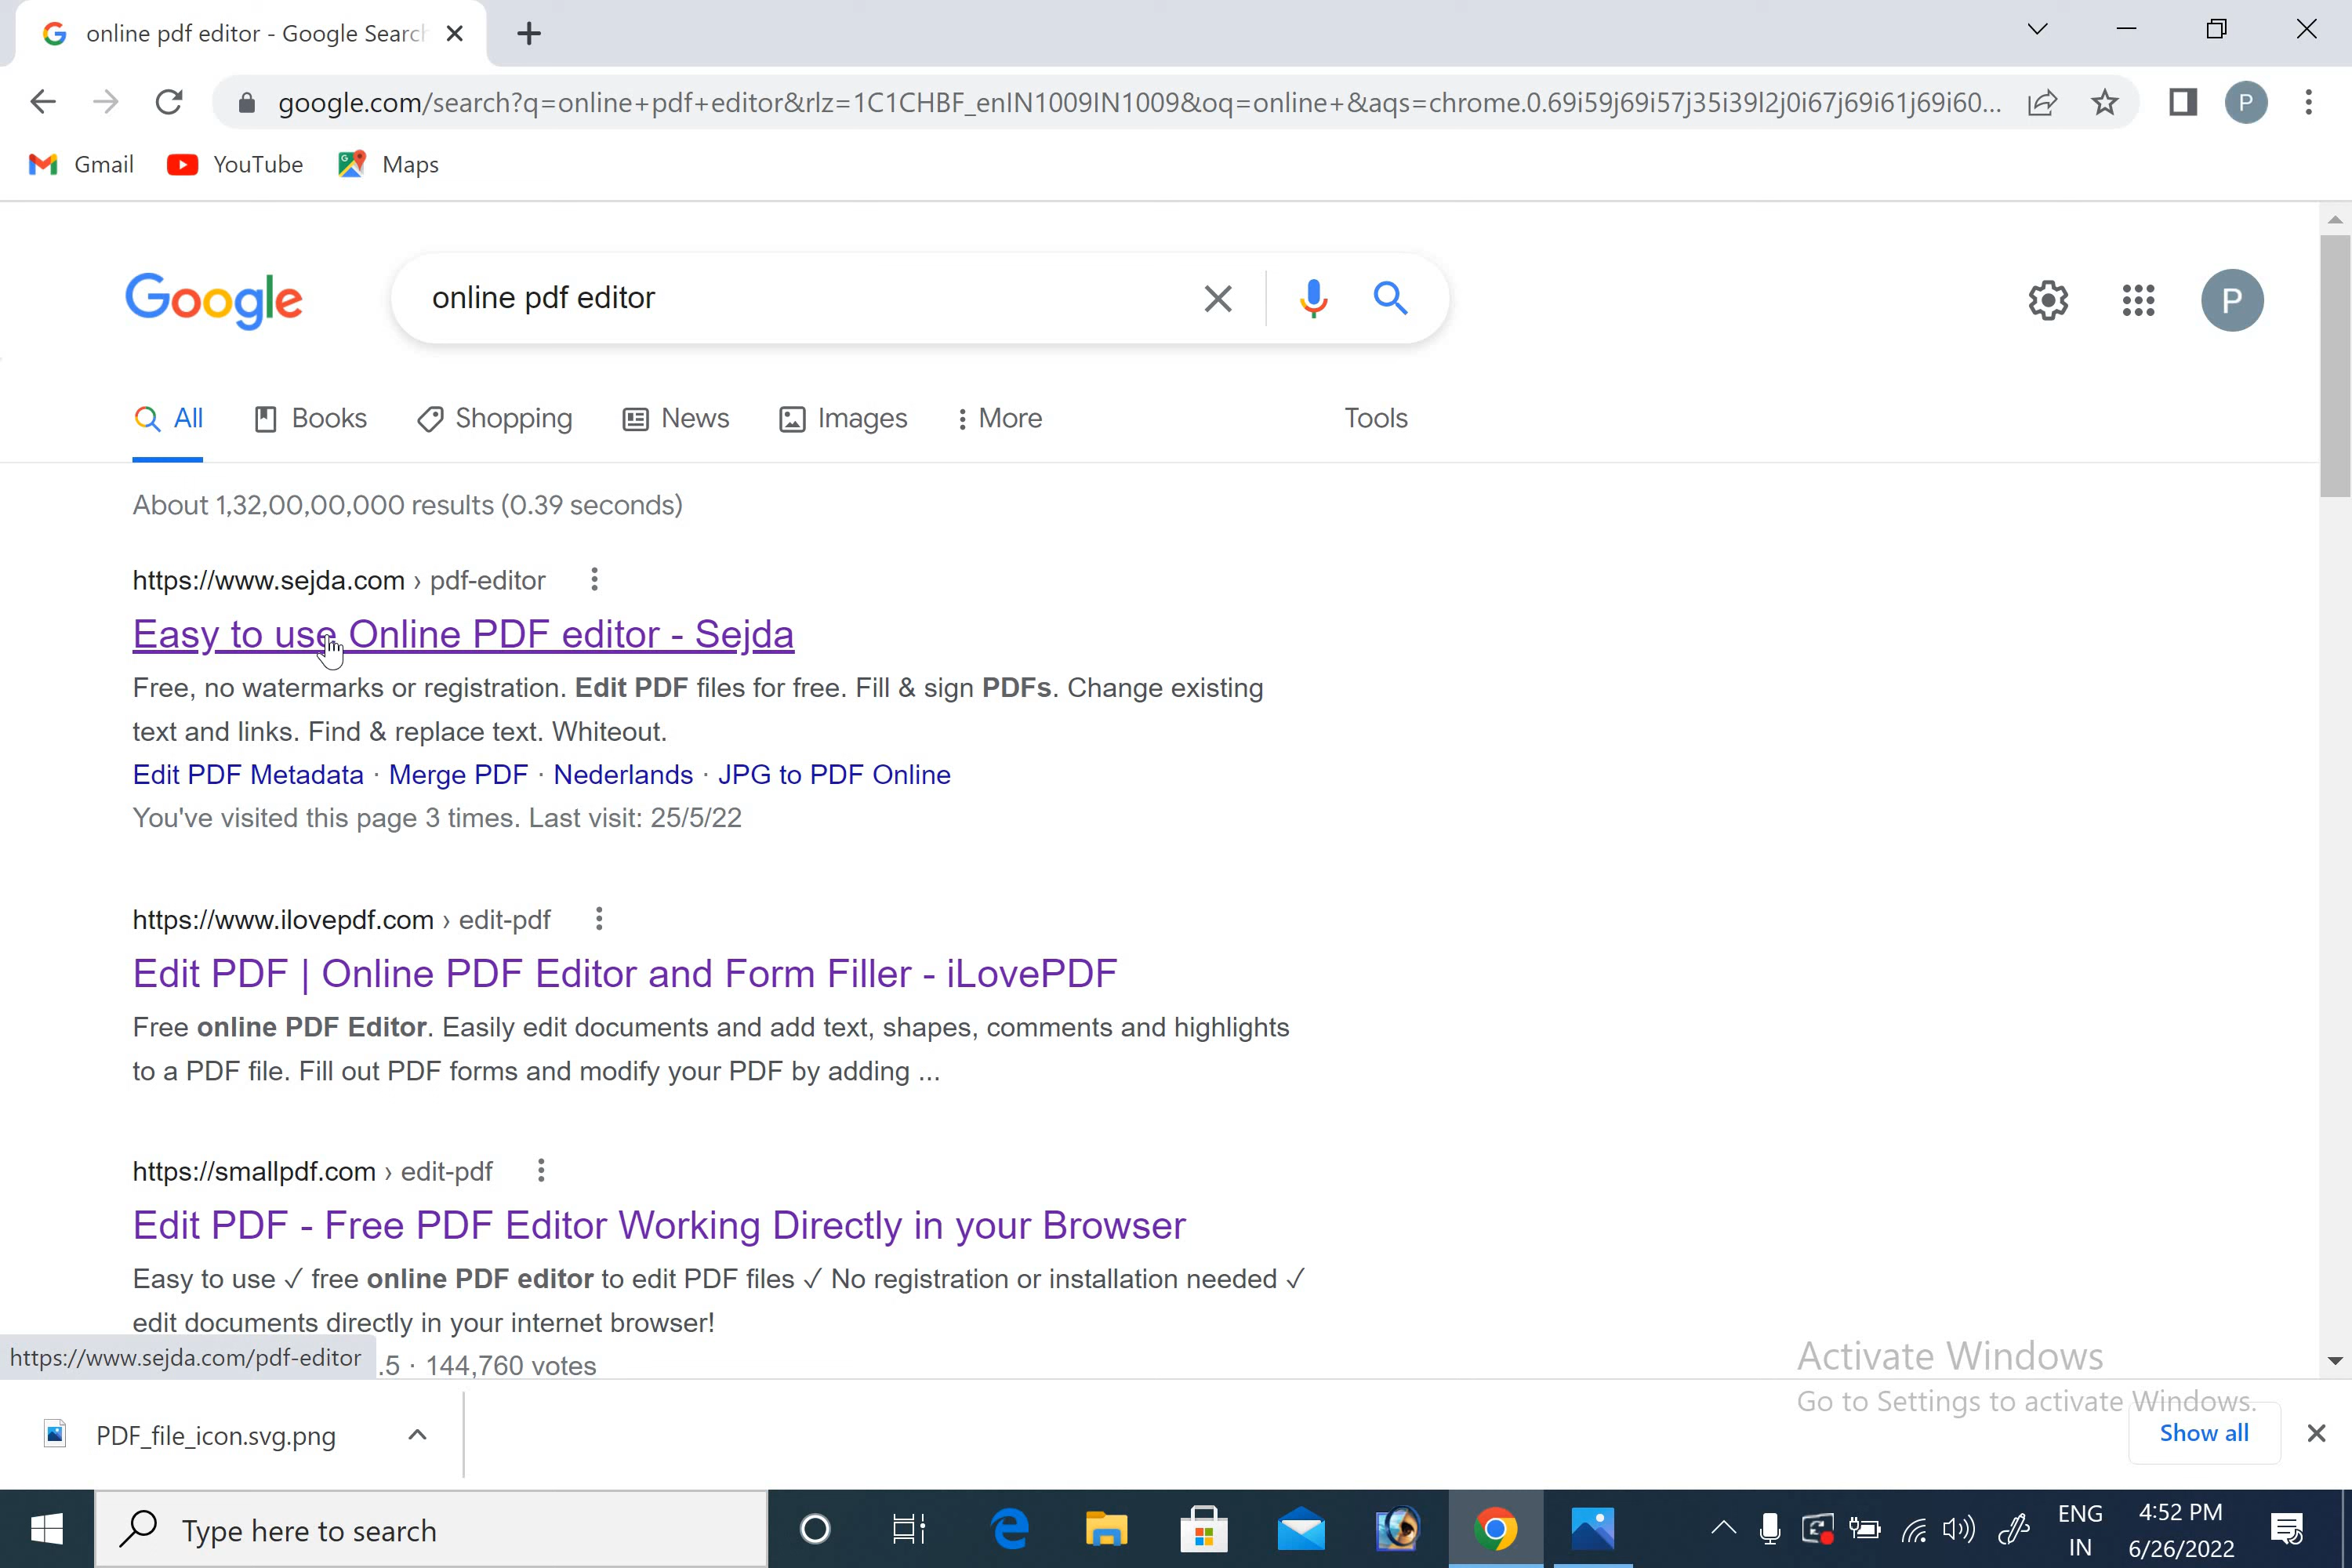 online pdf editor - Google Searc
google.com/search?q=online+pdf+editor&rlz=1C1CHBF_enIN1009IN1009&oq=online+&aqs=chrome.0.69i59j69i57j35i39l2j0i67j69i61j69i60...
P
Gmail
YouTube
Maps
Google
online pdf editor
P
All
Books
Shopping
News
Images
More
Tools
About 1,32,00,00,000 results (0.39 seconds)
https://www.sejda.com › pdf-editor
Easy to use Online PDF editor - Sejda
Free, no watermarks or registration. Edit PDF files for free. Fill & sign PDFs. Change existing
text and links. Find & replace text. Whiteout.
Edit PDF Metadata · Merge PDF · Nederlands · JPG to PDF Online
You've visited this page 3 times. Last visit: 25/5/22
https://www.ilovepdf.com › edit-pdf
Edit PDF | Online PDF Editor and Form Filler - iLovePDF
Free online PDF Editor. Easily edit documents and add text, shapes, comments and highlights
to a PDF file. Fill out PDF forms and modify your PDF by adding ...
https://smallpdf.com › edit-pdf
Edit PDF - Free PDF Editor Working Directly in your Browser
Easy to use ✓ free online PDF editor to edit PDF files ✓ No registration or installation needed ✓
edit documents directly in your internet browser!
https://www.sejda.com/pdf-editor
.5 · 144,760 votes
Activate Windows
Go to Settings to activate Windows.
PDF_file_icon.svg.png
Show all
Type here to search
ENG
IN
4:52 PM
6/26/2022